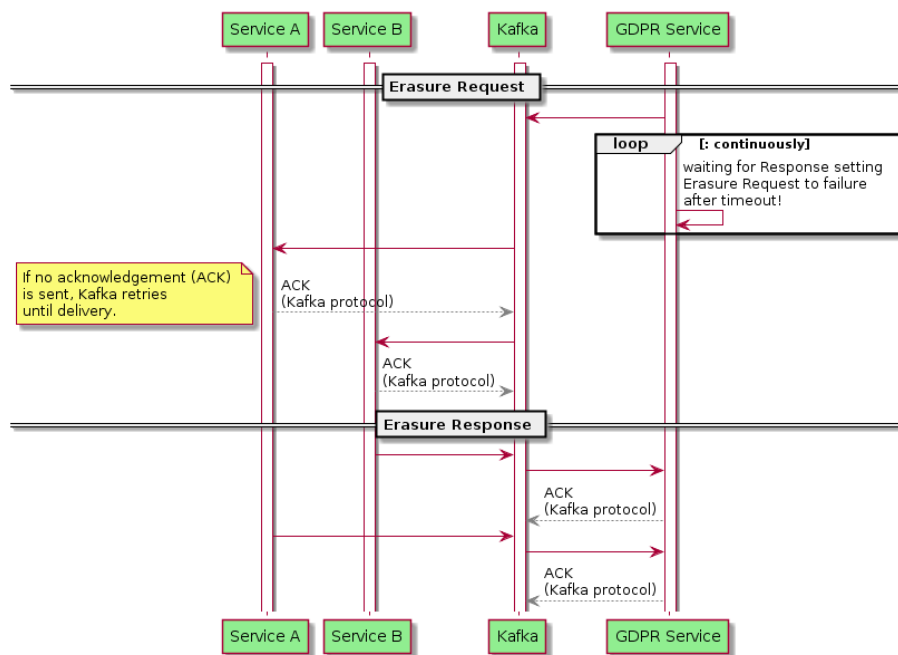 Service A
Service B
Kafka
GDPR Service
Erasure Request
loop
[: continuously]
waiting for Response setting
Erasure Request to failure
after timeout!
If no acknowledgement (ACK)
is sent, Kafka retries
until delivery.
ACK
(Kafka protocol)
ACK
(Kafka protocol)
Erasure Response
ACK
(Kafka protocol)
ACK
(Kafka protocol)
Service A
Service B
Kafka
GDPR Service